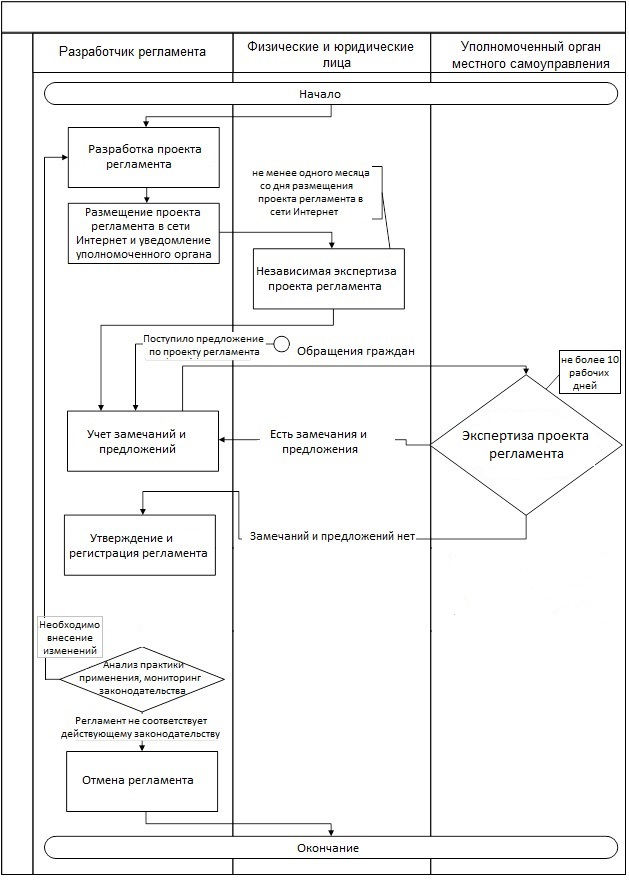 Разработчик регламента
Физические и юридические
лица
Уполномоченный орган
местного самоуправления
Начало
Разработка проекта
регламента
не менее одного месяца
со дня размещения
проекта регламента в
сети Интернет
Размещение проекта
регламента в сети
Интернет и уведомление
уполномоченного органа
Независимая экспертиза
проекта регламента
Поступило предложение
по проекту регламента
Обращения граждан
не более 10
рабочих
дней
Учет замечаний и
предложений
Есть замечания и
предложения
Экспертиза проекта
регламента
Утверждение и
регистрация регламента
Замечаний и предложений нет
Необходимо
внесение
изменений
Анализ практики
применения, мониторинг
законодательства
Регламент не соответствует
действующему законодательству
Отмена регламента
Окончание